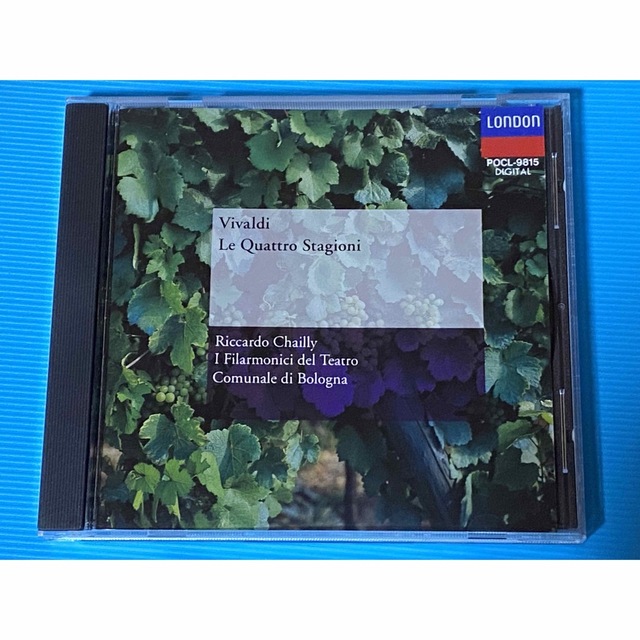 LONDON
POCL-9815
DIGITAL
Vivaldi
Le Quattro Stagioni
Riccardo Chailly
I Filarmonici del Teatro
Comunale di Bologna